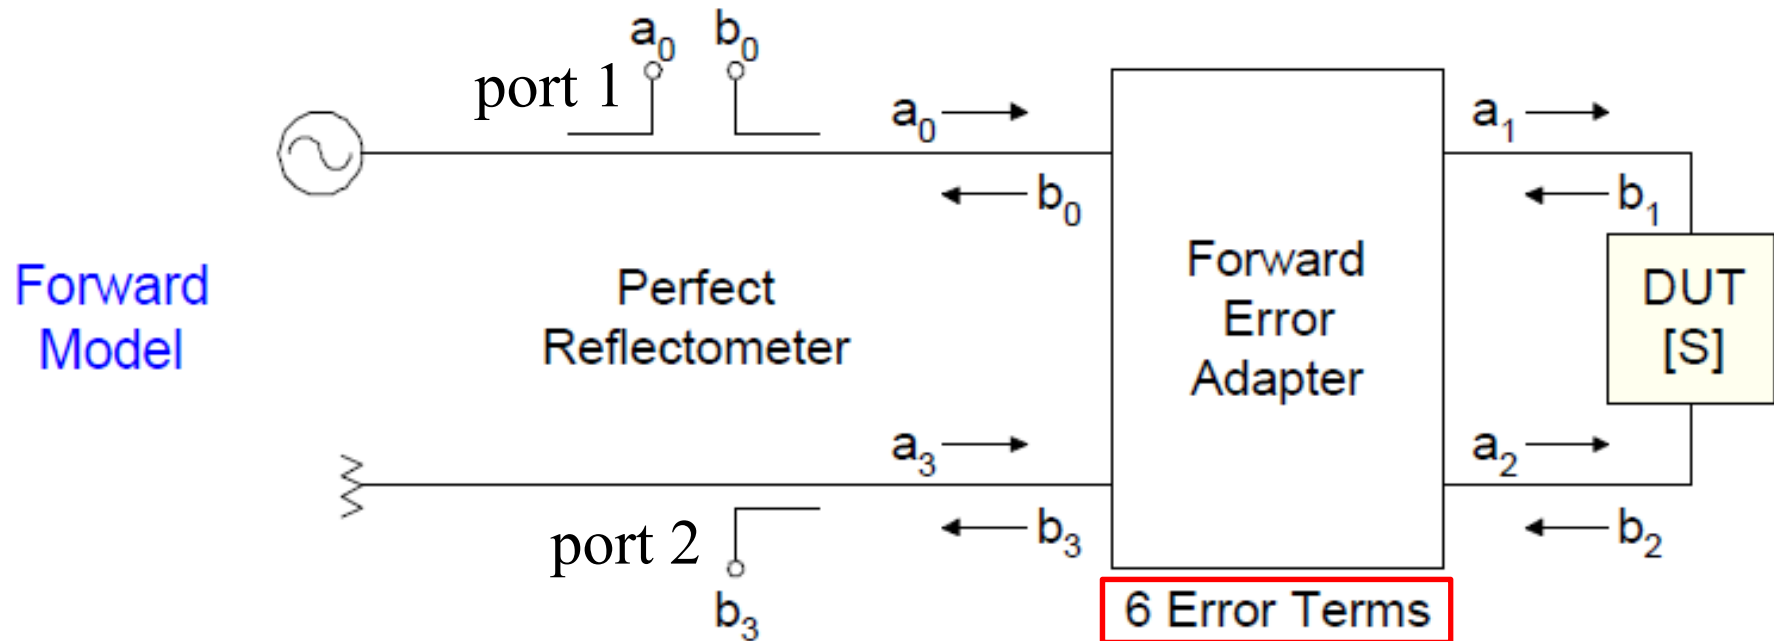 a0 b0
port 1
a0
a1
b0
b1
Forward
Model
Perfect
Reflectometer
Forward
Error
Adapter
DUT
[S]
a3
a2
port 2
b3
b2
b3
6 Error Terms